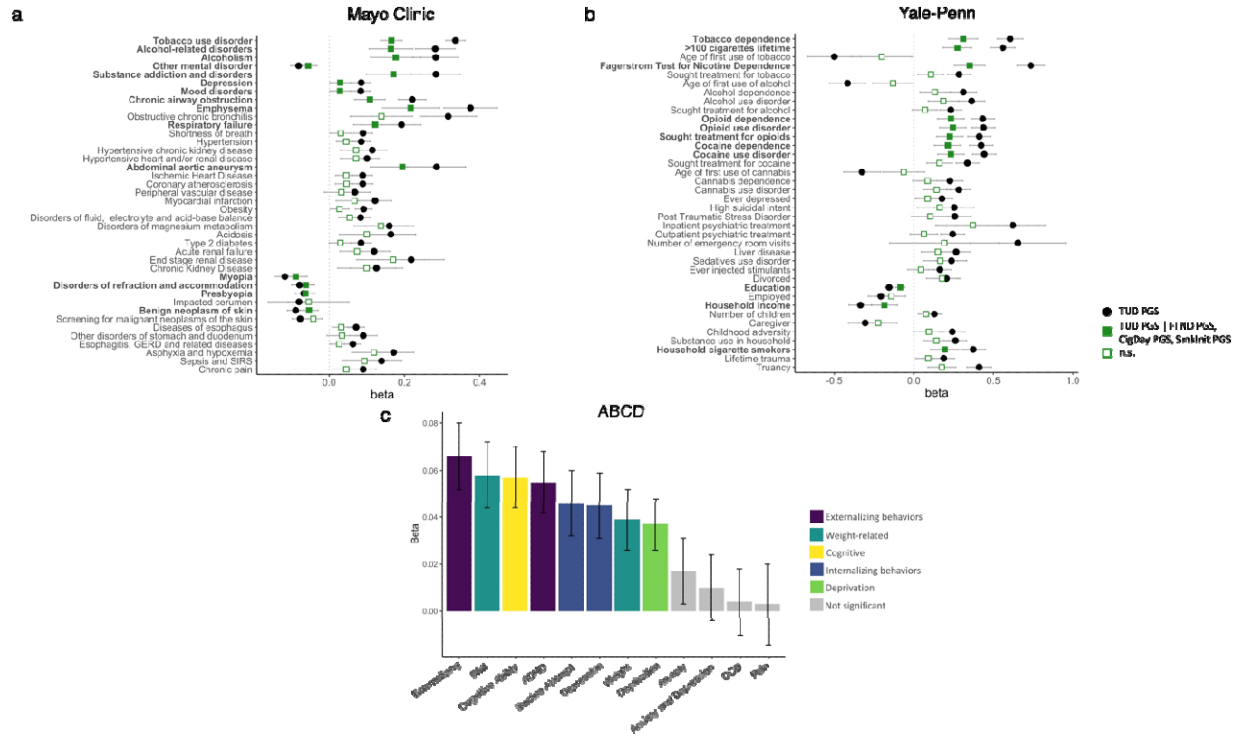 a
Mayo Clinic
Tobacco use disorder
Alcohol-related disorders
Alcoholism
Other mental disorder
Substance addiction and disorders
Depression
Mood disorders
Chronic airway obstruction
Emphysema
Obstructive chronic bronchitis
Respiratory failure
Shortness of breath
Hypertension
Hypertensive chronic kidney disease
Hypertensive heart and/or renal disease
Abdominal aortic aneurysm
Ischemic Heart Disease
Coronary atherosclerosis
Peripheral vascular disease
Myocardial infarction
Obesity
Disorders of fluid, electrolyte and acid-base balance
Disorders of magnesium metabolism
Acidosis
Type 2 diabetes
Acute renal failure
End stage renal disease
Chronic Kidney Disease
Myopia
Disorders of refraction and accommodation
Presbyopia
Impacted cerumen
Benign neoplasm of skin
Screening for malignant neoplasms of the skin
Diseases of esophagus
Other disorders of stomach and duodenum
Esophagitis, GERD and related diseases
Asphyxia and hypoxemia
Sepsis and SIRS
Chronic pain
0.0 0.2 0.4
beta
b
Yale-Penn
Tobacco dependence
>100 cigarettes lifetime
Age of first use of tobacco
Fagerstrom Test for Nicotine Dependence
Sought treatment for tobacco
Age of first use of alcohol
Alcohol dependence
Alcohol use disorder
Sought treatment for alcohol
Opioid dependence
Opioid use disorder
Sought treatment for opioids
Cocaine dependence
Cocaine use disorder
Sought treatment for cocaine
Age of first use of cannabis
Cannabis dependence
Cannabis use disorder
Ever depressed
High suicidal intent
Post Traumatic Stress Disorder
Inpatient psychiatric treatment
Outpatient psychiatric treatment
Number of emergency room visits
Liver disease
Sedatives use disorder
Ever injected stimulants
Divorced
Education
Employed
Household income
Number of children
Caregiver
Childhood adversity
Substance use in household
Household cigarette smokers
Lifetime trauma
Truancy
-0.5 0.0 0.5 1.0
beta
TUD PGS
TUD PGS | FTND PGS,
CigDay PGS, SmkInit PGS
n.s.
c
ABCD
Beta
0.08
0.06
0.04
0.02
0.00
Externalizing
BMI
Cognitive Ability
ADHD
Suicide Attempt
Depression
Weight
Deprivation
Anxiety
Anxiety and Depression
OCD
Pain
Externalizing behaviors
Weight-related
Cognitive
Internalizing behaviors
Deprivation
Not significant